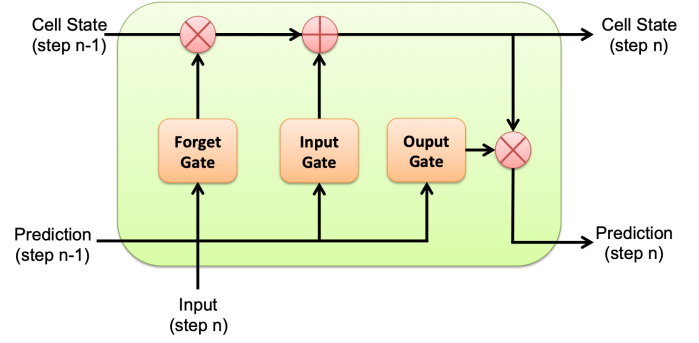 Cell State
(step n-1)
Cell State
(step n)
Forget
Gate
Input
Gate
Ouput
Gate
Prediction
(step n-1)
Prediction
(step n)
Input
(step n)